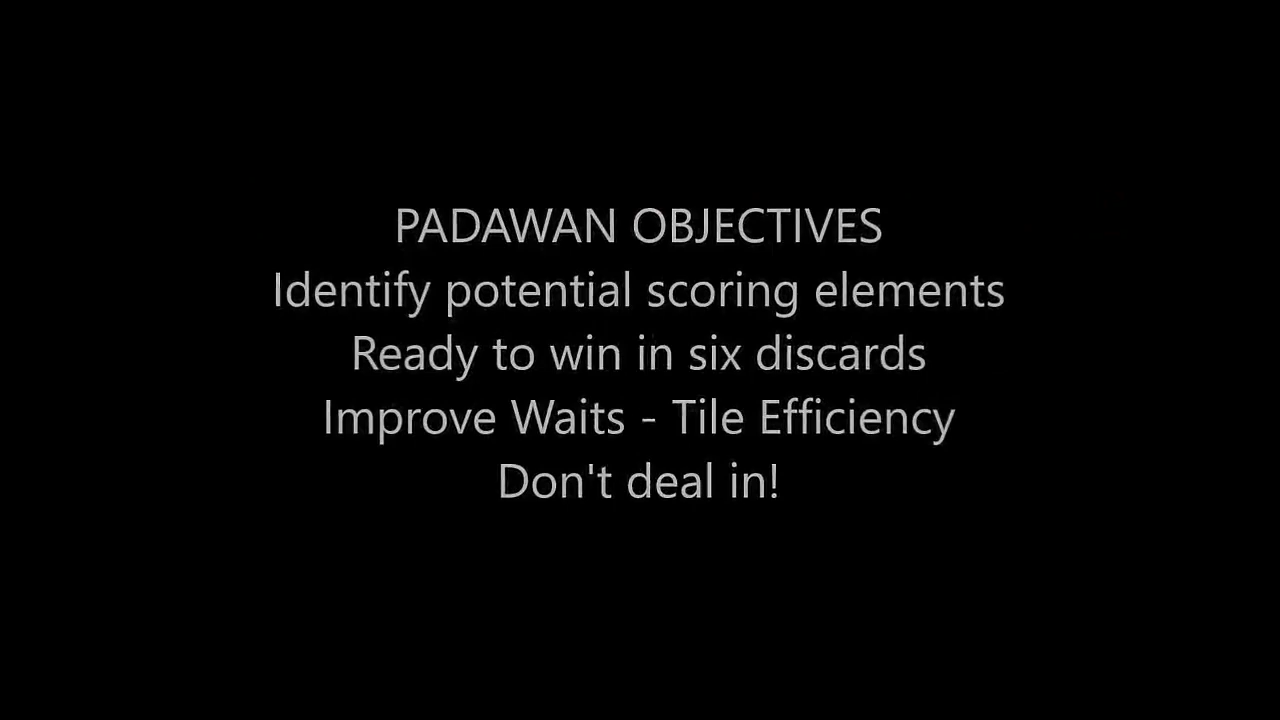 PADAWAN OBJECTIVES
Identify potential scoring elements
Ready to win in six discards
Improve Waits - Tile Efficiency
Don't deal in!